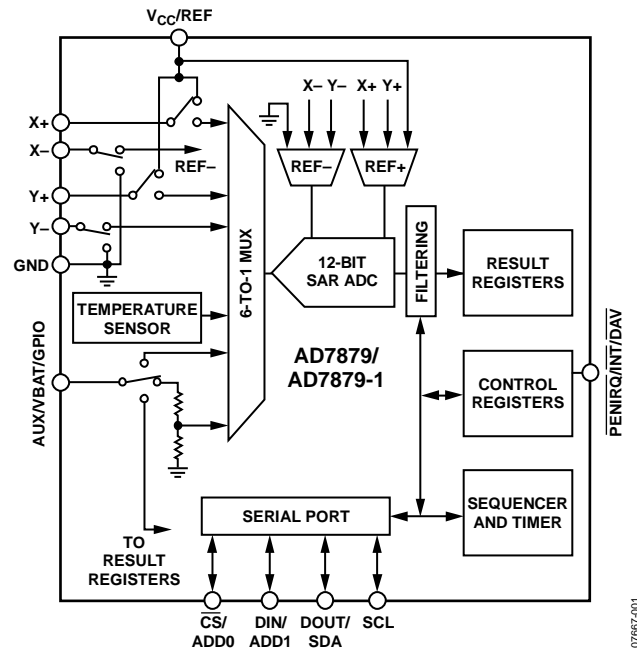 VCC/REF
X– Y– X+ Y+
X+
X–
REF–
Y+
Y–
GND
REF–
REF+
6-TO-1 MUX
12-BIT
SAR ADC
FILTERING
RESULT
REGISTERS
TEMPERATURE
SENSOR
AD7879/
AD7879-1
AUX/VBAT/GPIO
CONTROL
REGISTERS
PENIRQ/INT/DAV
SEQUENCER
AND TIMER
SERIAL PORT
TO
RESULT
REGISTERS
CS/
ADD0
DIN/
ADD1
DOUT/
SDA
SCL
07667-001